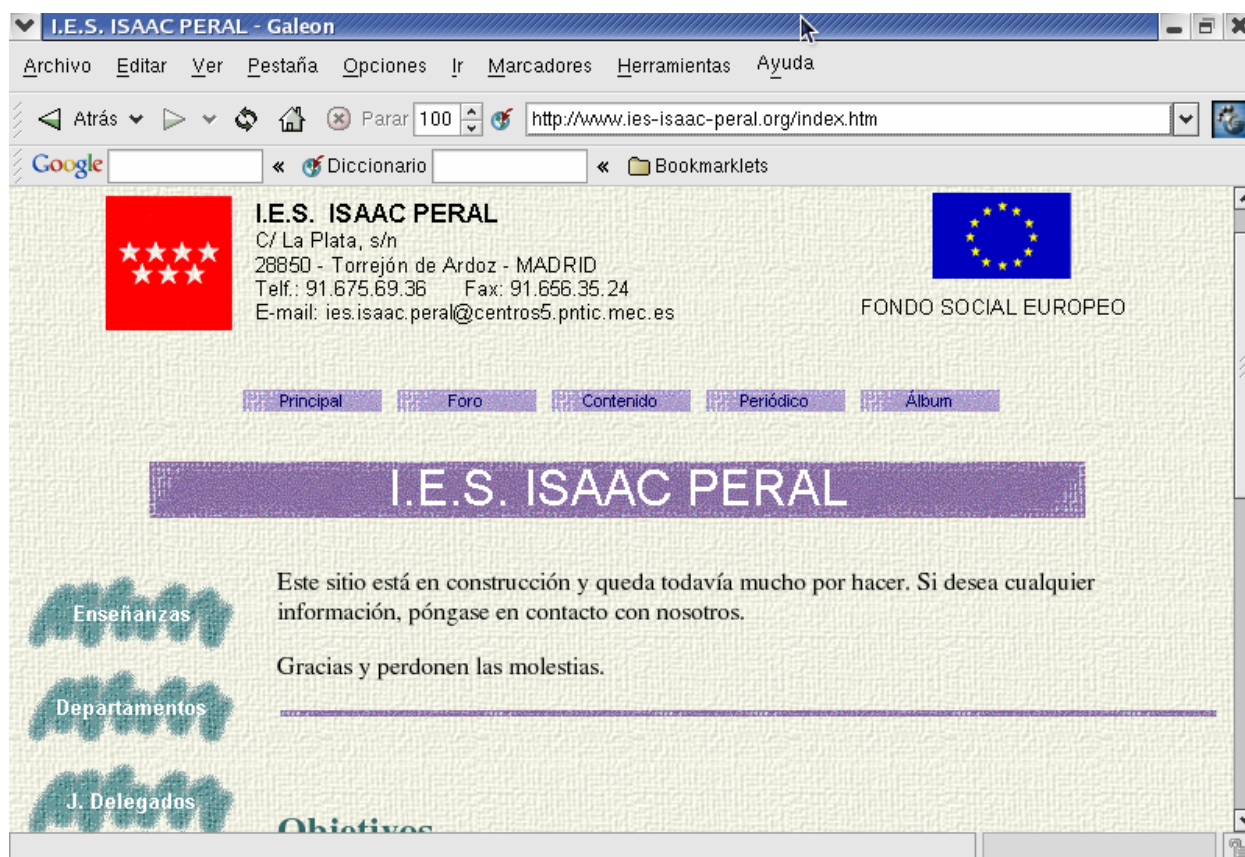 I.E.S. ISAAC PERAL - Galeon
Archivo Editar Ver Pestaña Opciones Ir Marcadores Herramientas Ayuda
Atrás Parar 100 http://www.ies-isaac-peral.org/index.htm
Google « Diccionario « Bookmarklets
I.E.S. ISAAC PERAL
C/ La Plata, s/n
28850 - Torrejón de Ardoz - MADRID
Telf.: 91.675.69.36 Fax: 91.656.35.24
E-mail: ies.isaac.peral@centros5.pntic.mec.es
FONDO SOCIAL EUROPEO
Principal Foro Contenido Periódico Álbum
I.E.S. ISAAC PERAL
Este sitio está en construcción y queda todavía mucho por hacer. Si desea cualquier
información, póngase en contacto con nosotros.
Gracias y perdonen las molestias.
Enseñanzas
Departamentos
J. Delegados
Objetivos